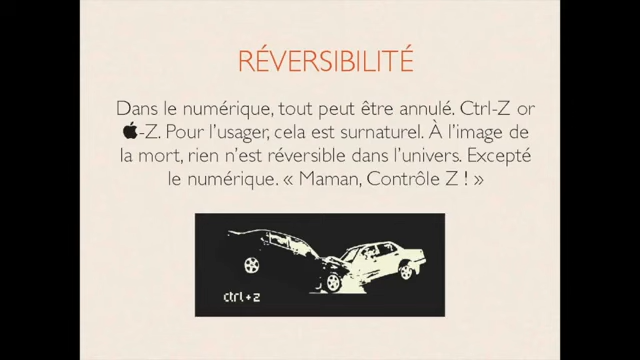 RÉVERSIBILITÉ
Dans le numérique, tout peut être annulé. Ctrl-Z or
-Z. Pour l’usager, cela est surnaturel. À l’image de
la mort, rien n’est réversible dans l’univers. Excepté
le numérique. « Maman, Contrôle Z ! »
ctrl+z